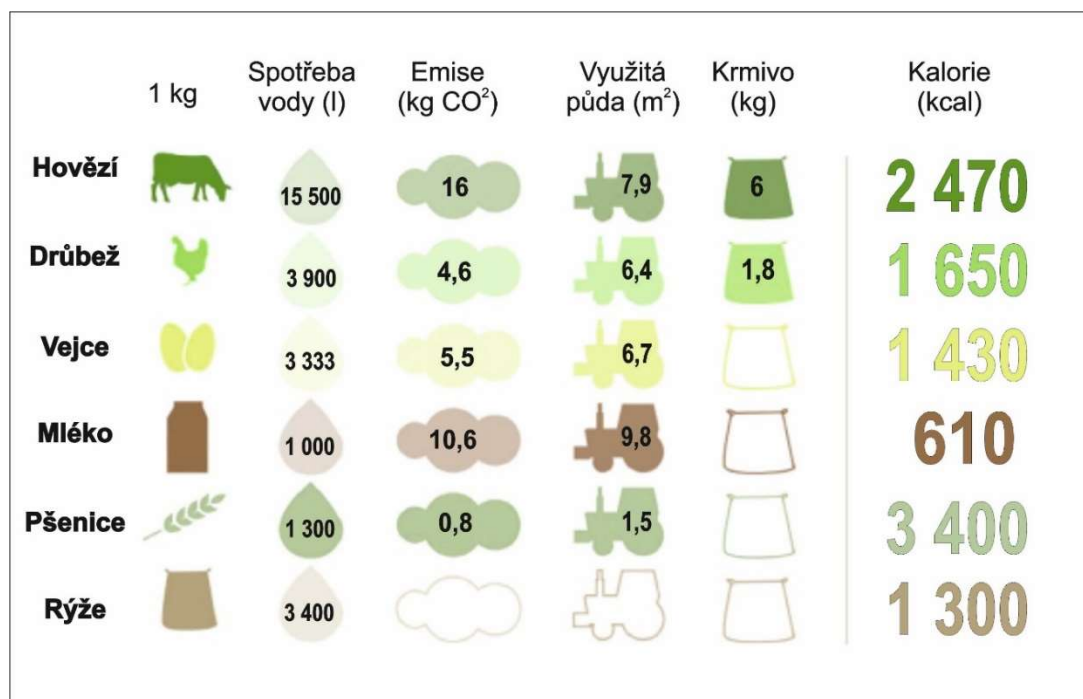 1 kg
Spotřeba
vody (l)
Emise
(kg CO²)
Využitá
půda (m²)
Krmivo
(kg)
Kalorie
(kcal)
Hovězí
15 500
16
7,9
6
2 470
Drůbež
3 900
4,6
6,4
1,8
1 650
Vejce
3 333
5,5
6,7
1 430
Mléko
1 000
10,6
9,8
610
Pšenice
1 300
0,8
1,5
3 400
Rýže
3 400
1 300